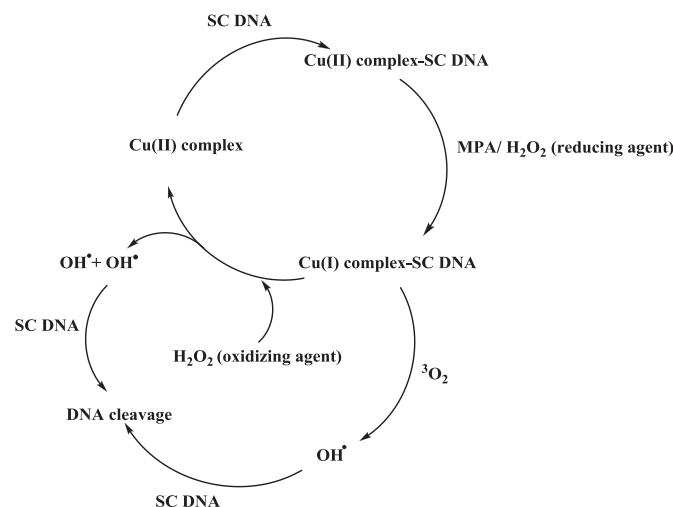 SC DNA
Cu(II) complex-SC DNA
Cu(II) complex
MPA/ H₂O₂ (reducing agent)
OH•+ OH•
Cu(I) complex-SC DNA
SC DNA
H₂O₂ (oxidizing agent)
³O₂
DNA cleavage
OH•
SC DNA